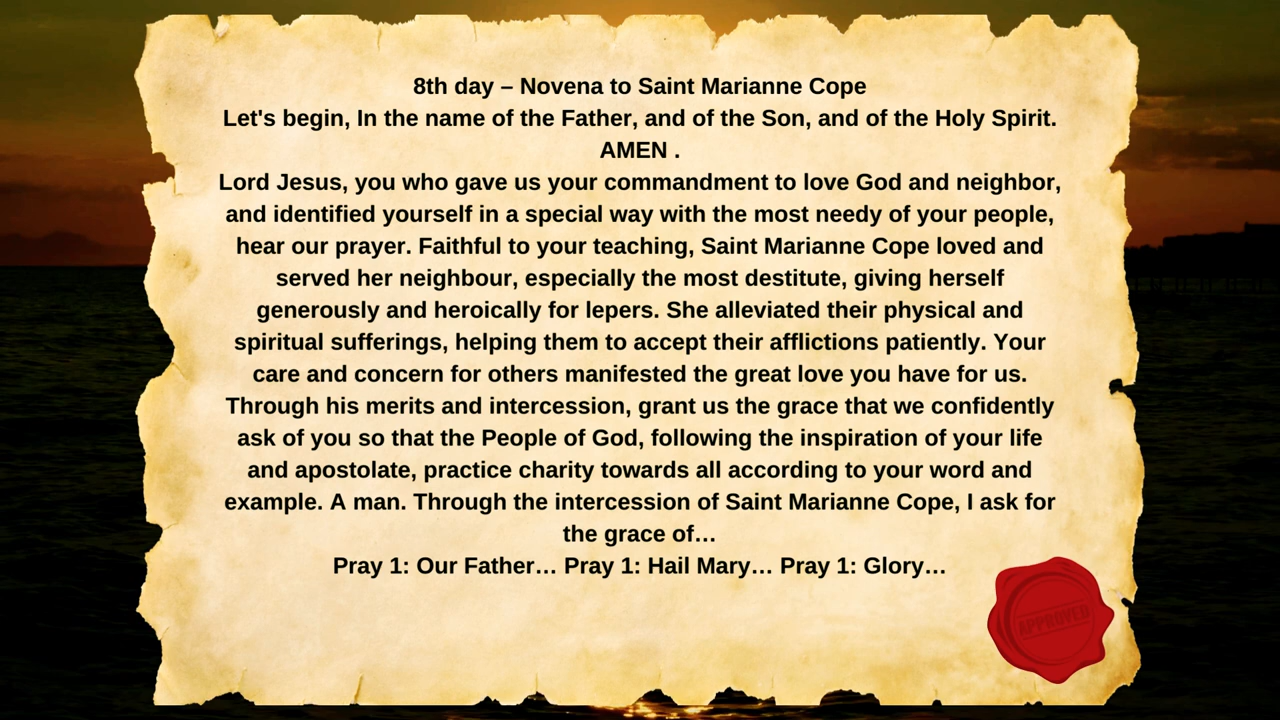 8th day – Novena to Saint Marianne Cope
Let's begin, In the name of the Father, and of the Son, and of the Holy Spirit.
AMEN .
Lord Jesus, you who gave us your commandment to love God and neighbor,
and identified yourself in a special way with the most needy of your people,
hear our prayer. Faithful to your teaching, Saint Marianne Cope loved and
served her neighbour, especially the most destitute, giving herself
generously and heroically for lepers. She alleviated their physical and
spiritual sufferings, helping them to accept their afflictions patiently. Your
care and concern for others manifested the great love you have for us.
Through his merits and intercession, grant us the grace that we confidently
ask of you so that the People of God, following the inspiration of your life
and apostolate, practice charity towards all according to your word and
example. A man. Through the intercession of Saint Marianne Cope, I ask for
the grace of…
Pray 1: Our Father… Pray 1: Hail Mary… Pray 1: Glory…
APPROVED